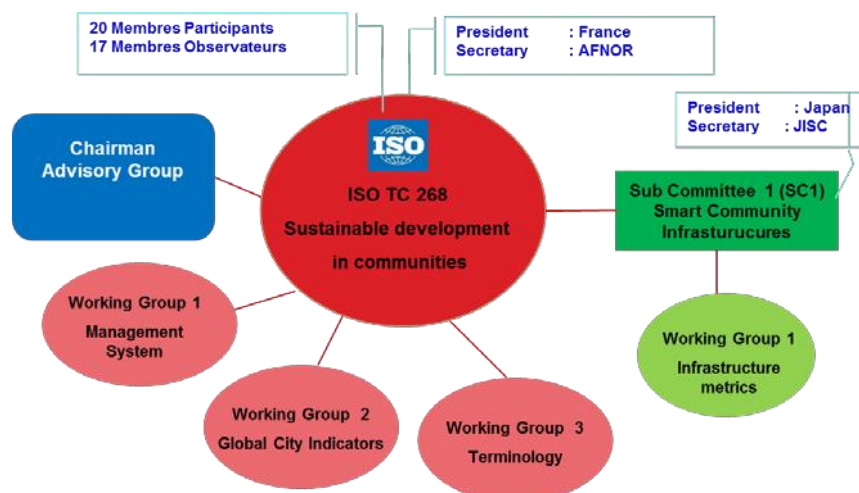 20 Membres Participants
17 Membres Observateurs
President : France
Secretary : AFNOR
President : Japan
Secretary : JISC
Chairman
Advisory Group
ISO
ISO TC 268
Sustainable development
in communities
Sub Committee 1 (SC1)
Smart Community
Infrasturucures
Working Group 1
Management
System
Working Group 2
Global City Indicators
Working Group 3
Terminology
Working Group 1
Infrastructure
metrics